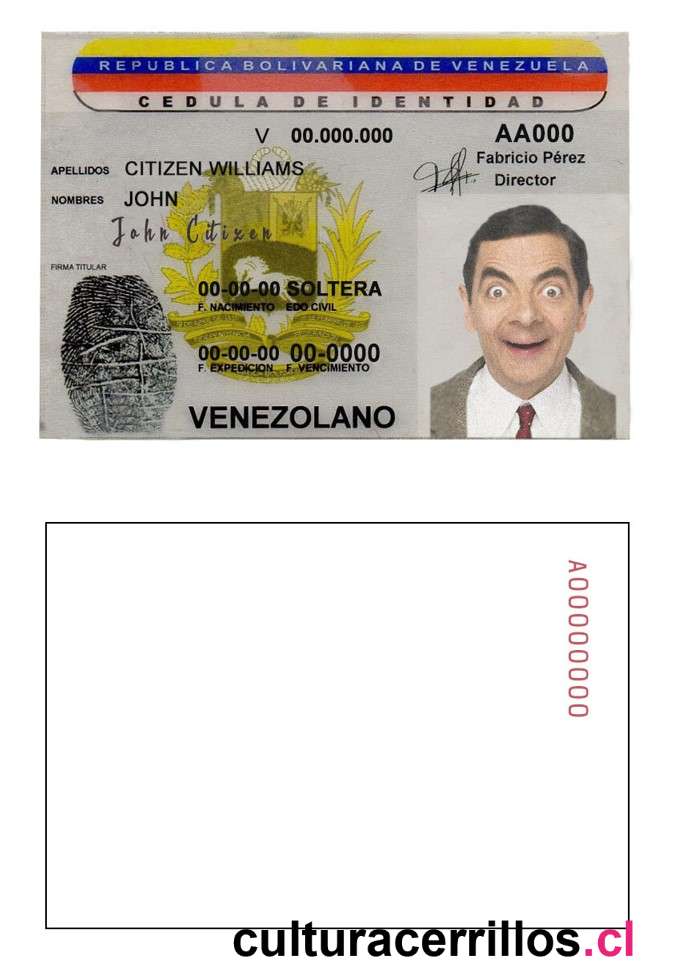 REPUBLICA BOLIVARIANA DE VENEZUELA
CEDULA DE IDENTIDAD
V 00.000.000
AA000
APELLIDOS CITIZEN WILLIAMS
Fabricio Pérez
Director
NOMBRES JOHN
John Citizen
FIRMA TITULAR
00-00-00 SOLTERA
F. NACIMIENTO EDO CIVIL
00-00-00 00-0000
F. EXPEDICION F. VENCIMIENTO
VENEZOLANO
A00000000
culturacerrillos.cl